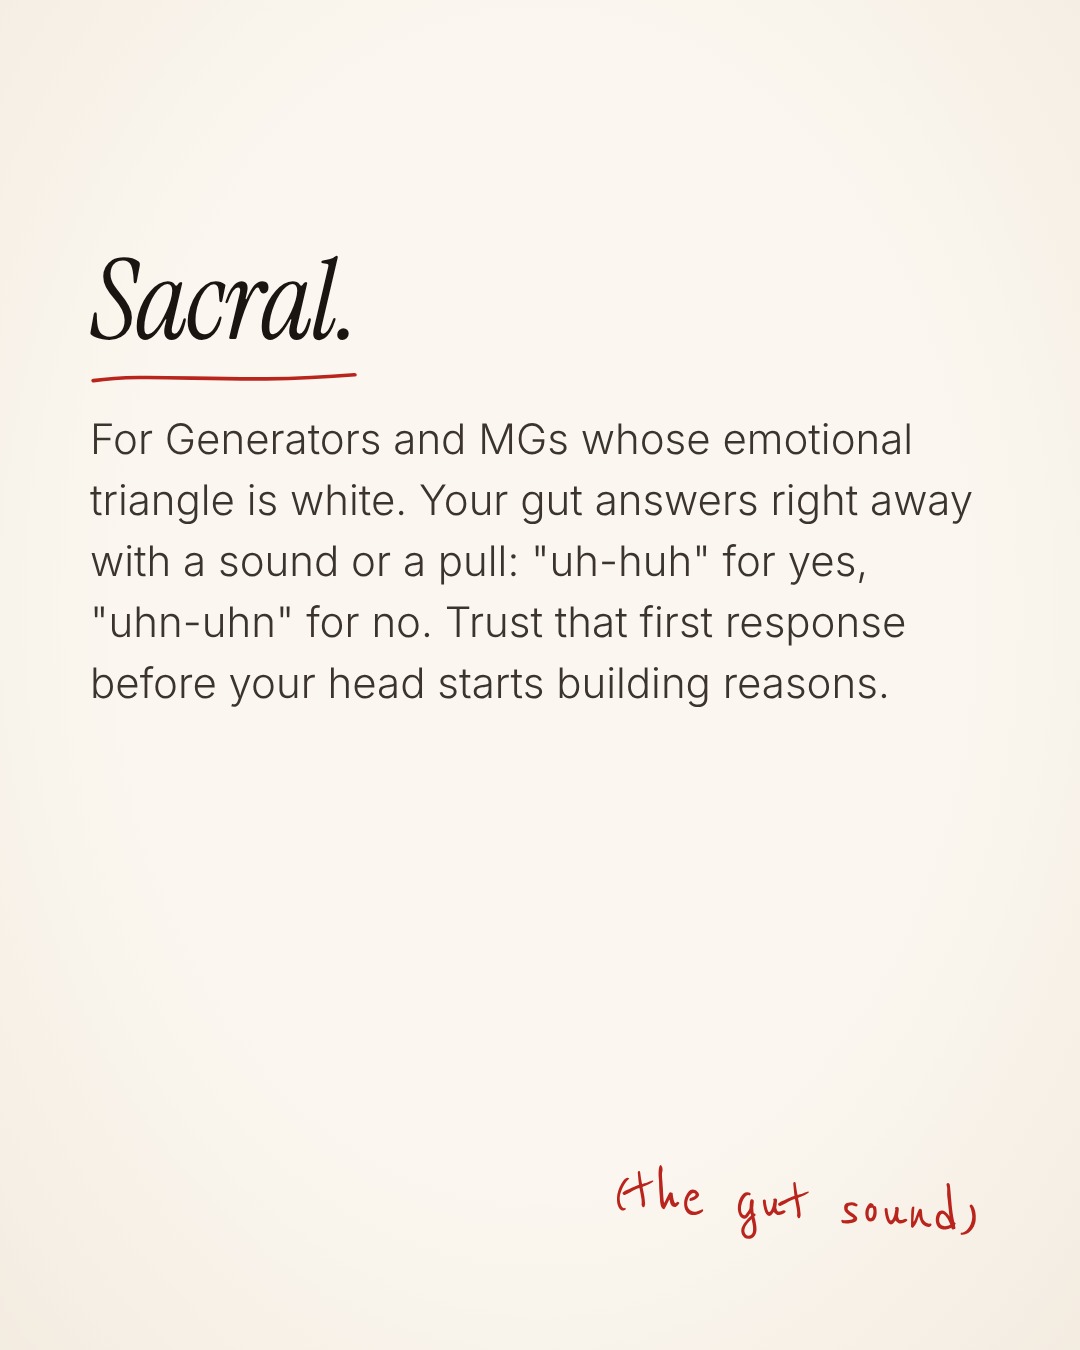 Sacral.
For Generators and MGs whose emotional
triangle is white. Your gut answers right away
with a sound or a pull: "uh-huh" for yes,
"uhn-uhn" for no. Trust that first response
before your head starts building reasons.
(the gut sound)